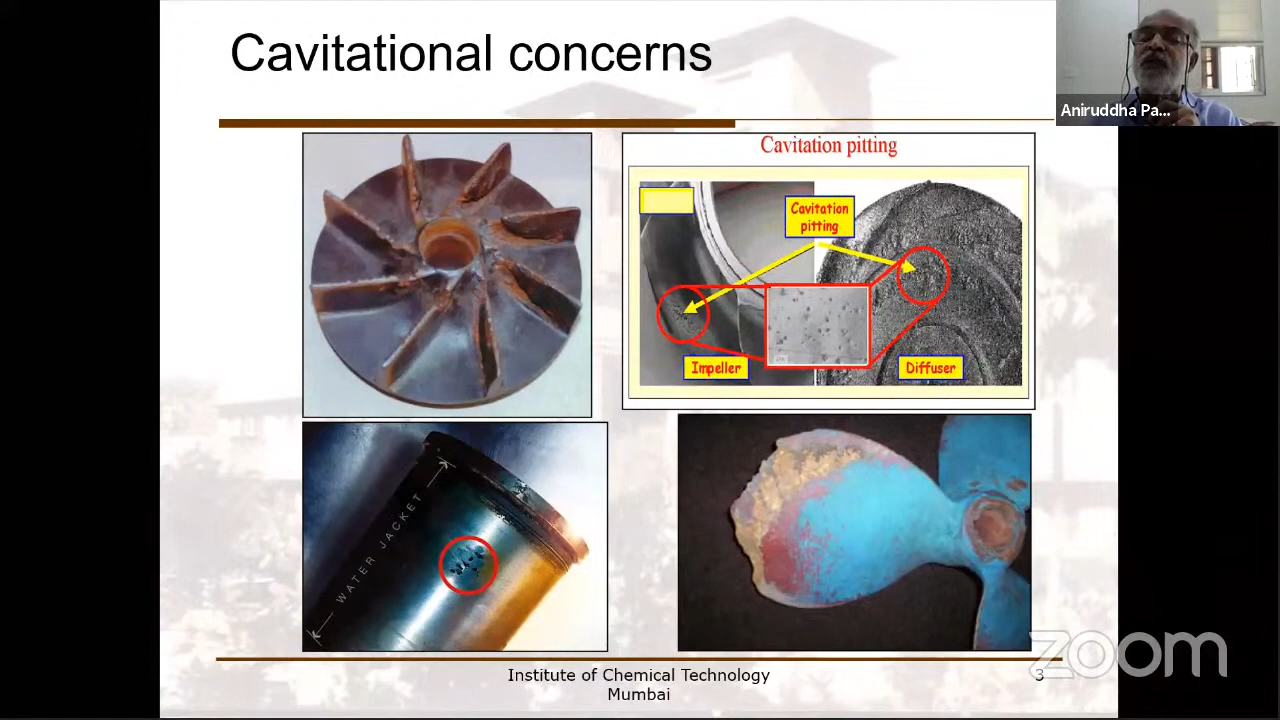 Cavitational concerns
Aniruddha Pa...
Cavitation pitting
Cavitation
pitting
Impeller
Diffuser
WATER JACKET
Institute of Chemical Technology
Mumbai
3
zoom